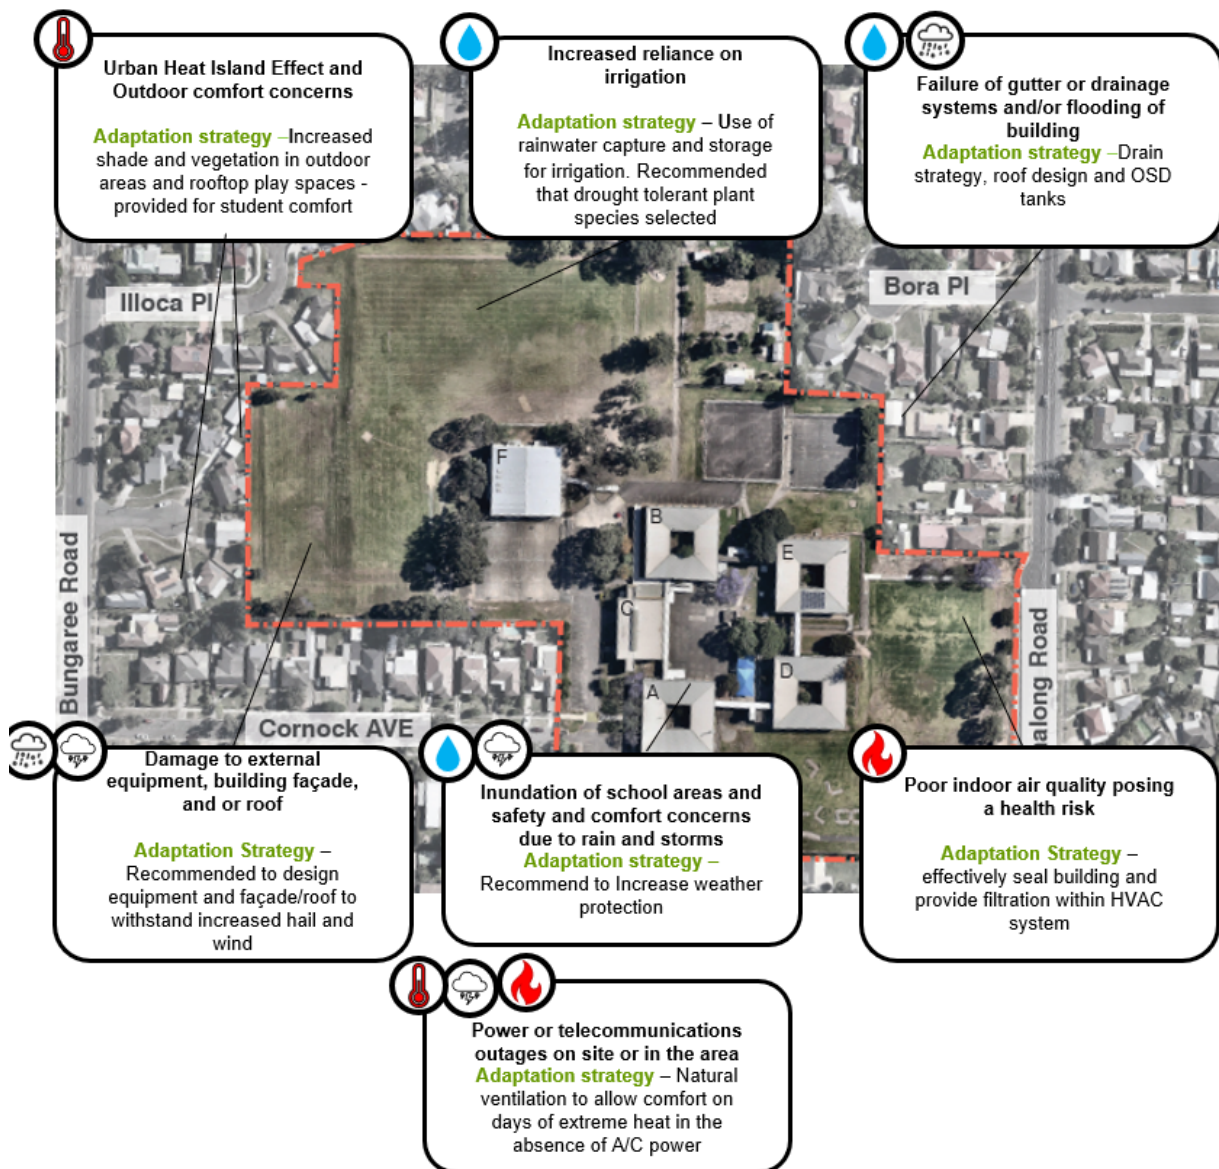 Urban Heat Island Effect and
Outdoor comfort concerns
Adaptation strategy –Increased
shade and vegetation in outdoor
areas and rooftop play spaces -
provided for student comfort
Increased reliance on
irrigation
Adaptation strategy – Use of
rainwater capture and storage
for irrigation. Recommended
that drought tolerant plant
species selected
Failure of gutter or drainage
systems and/or flooding of
building
Adaptation strategy –Drain
strategy, roof design and OSD
tanks
Illoca Pl
Bora Pl
F
B
E
C
D
A
Bungaree Road
along Road
Cornock AVE
Damage to external
equipment, building façade,
and or roof
Adaptation Strategy –
Recommended to design
equipment and façade/roof to
withstand increased hail and
wind
Inundation of school areas and
safety and comfort concerns
due to rain and storms
Adaptation strategy –
Recommend to Increase weather
protection
Poor indoor air quality posing
a health risk
Adaptation Strategy –
effectively seal building and
provide filtration within HVAC
system
Power or telecommunications
outages on site or in the area
Adaptation strategy – Natural
ventilation to allow comfort on
days of extreme heat in the
absence of A/C power